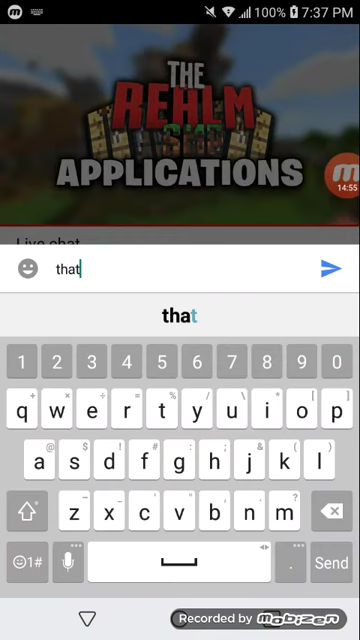 100% 7:37 PM
THE
REALM
SMP
APPLICATIONS
14:55
Live chat
that
that
1 2 3 4 5 6 7 8 9 0
q w e r t y u i o p
a s d f g h j k l
z x c v b n m
☺1# . Send
Recorded by mobizen